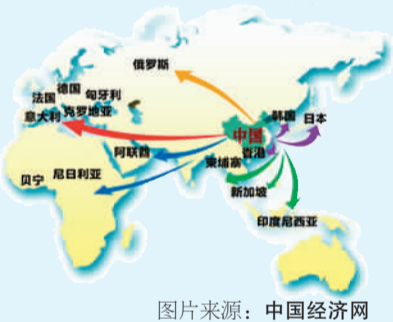 俄罗斯
德国
匈牙利
法国
克罗地亚
意大利
韩国
日本
中国
香港
阿联酋
柬埔寨
贝宁
尼日利亚
新加坡
印度尼西亚
图片来源：中国经济网